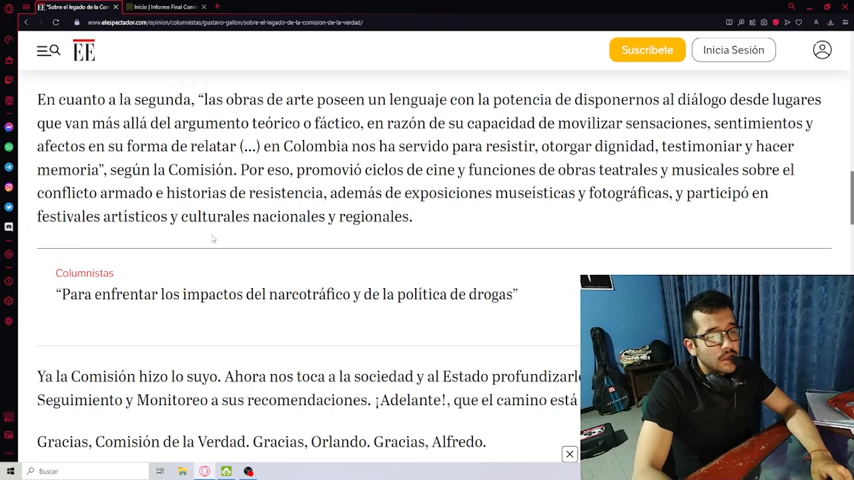 "Sobre el legado de la Com
Inicio | Informe Final Comi
www.elespectador.com/opinion/columnistas/gustavo-gallon/sobre-el-legado-de-la-comision-de-la-verdad/
EE
Suscríbete
Inicia Sesión
En cuanto a la segunda, “las obras de arte poseen un lenguaje con la potencia de disponernos al diálogo desde lugares
que van más allá del argumento teórico o fáctico, en razón de su capacidad de movilizar sensaciones, sentimientos y
afectos en su forma de relatar (...) en Colombia nos ha servido para resistir, otorgar dignidad, testimoniar y hacer
memoria”, según la Comisión. Por eso, promovió ciclos de cine y funciones de obras teatrales y musicales sobre el
conflicto armado e historias de resistencia, además de exposiciones museísticas y fotográficas, y participó en
festivales artísticos y culturales nacionales y regionales.
Columnistas
“Para enfrentar los impactos del narcotráfico y de la política de drogas”
Ya la Comisión hizo lo suyo. Ahora nos toca a la sociedad y al Estado profundizarlo
Seguimiento y Monitoreo a sus recomendaciones. ¡Adelante!, que el camino está
Gracias, Comisión de la Verdad. Gracias, Orlando. Gracias, Alfredo.
Buscar